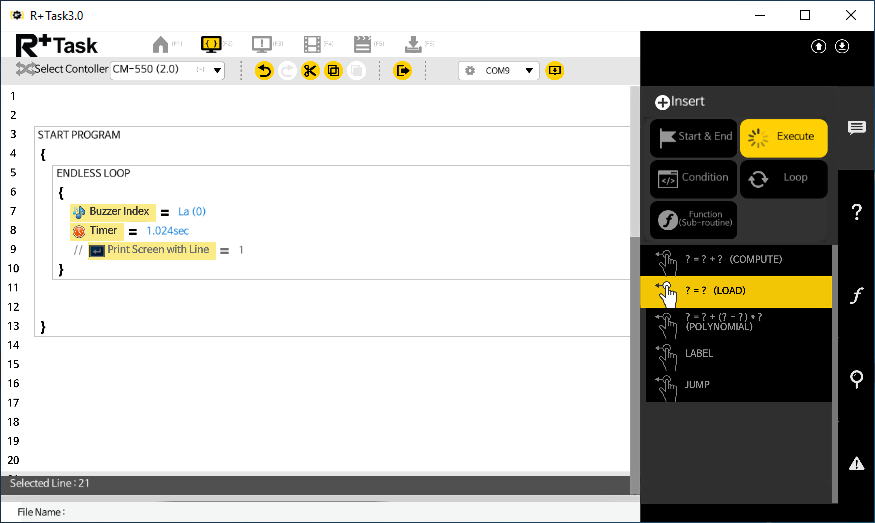 R+ Task3.0
R+Task
(F1) (F2) (F3) (F4) (F5) (F6)
Select Contoller CM-550 (2.0) COM9
1
2
3 START PROGRAM
4 {
5 ENDLESS LOOP
6 {
7 Buzzer Index = La (0)
8 Timer = 1.024sec
9 // Print Screen with Line = 1
10 }
11
12
13 }
14
15
16
17
18
19
20
Selected Line : 21
File Name :
Insert
Start & End
Execute
Condition
Loop
Function
(Sub-routine)
? = ? + ? (COMPUTE)
? = ? (LOAD)
? = ? + (? - ?) * ?
(POLYNOMIAL)
LABEL
JUMP